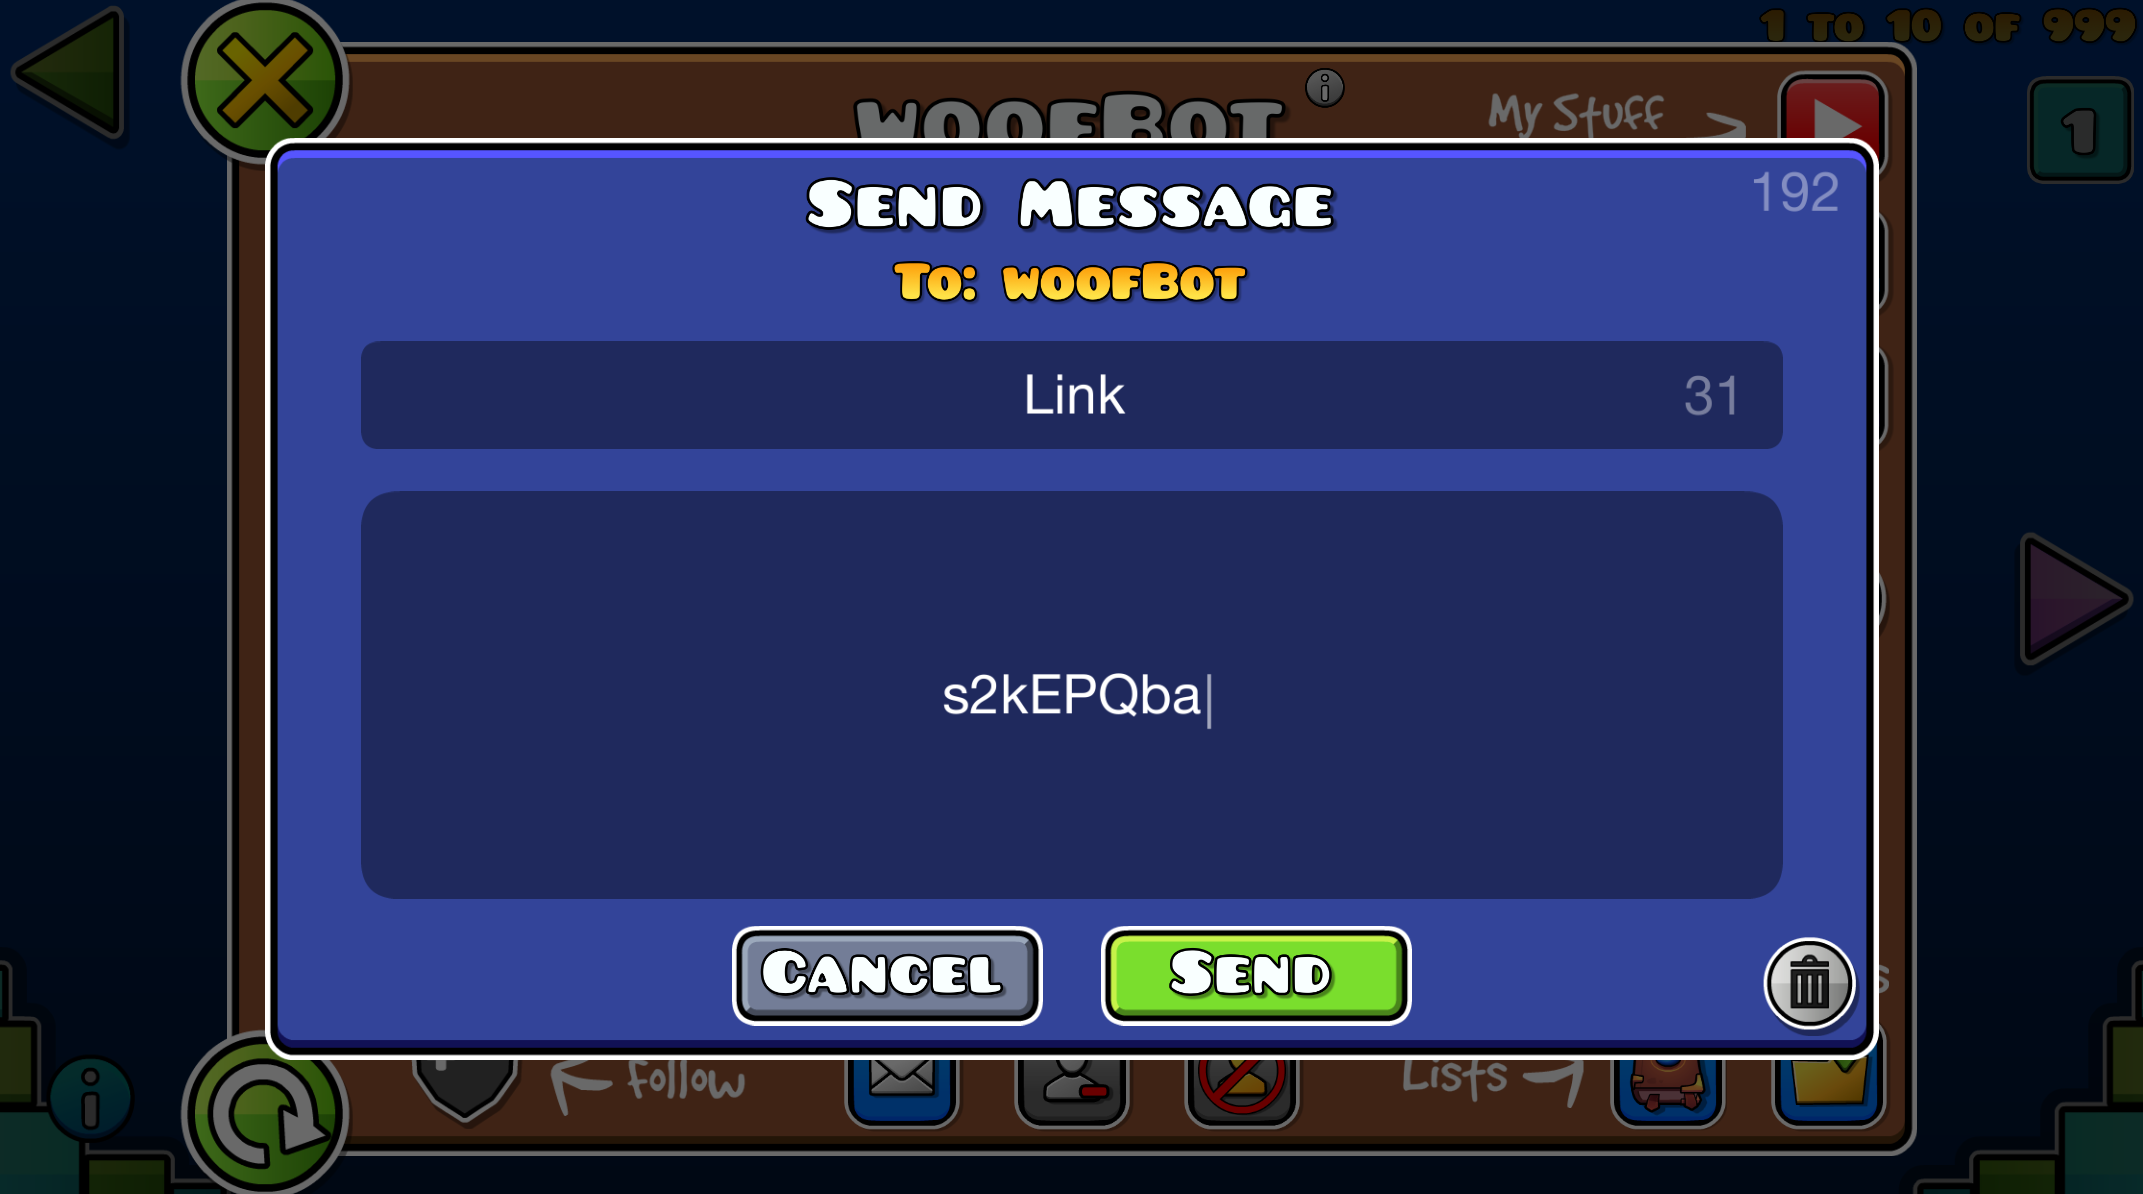 1 to 10 of 999
woofBot
My Stuff
1
Send Message
192
To: woofBot
Link
31
s2kEPQba
Cancel
Send
Follow
Lists